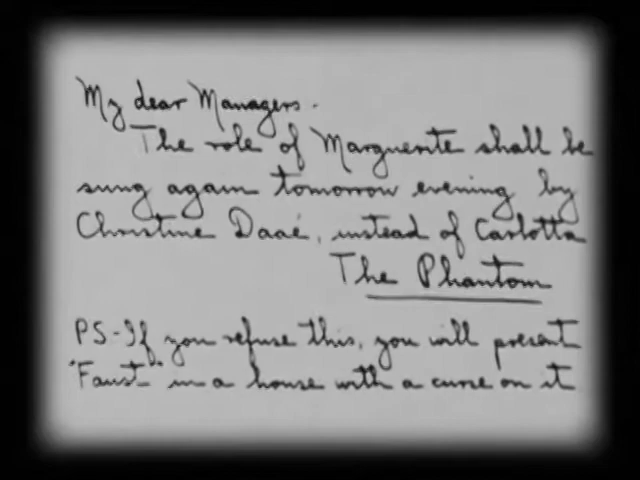 My dear Managers.
The role of Marguerite shall be
sung again tomorrow evening by
Christine Daaé, instead of Carlotta
The Phantom
PS-If you refuse this, you will present
"Faust" in a house with a curse on it